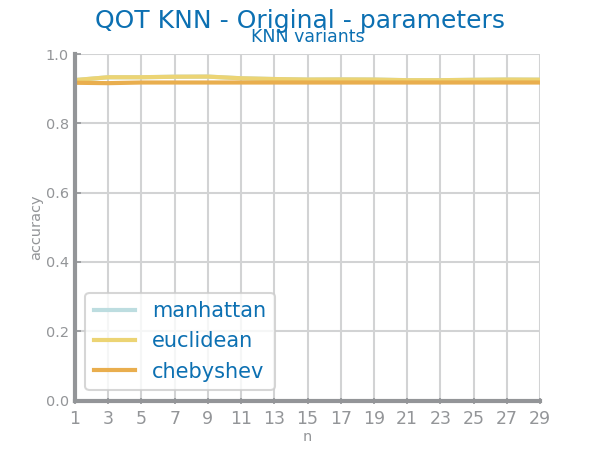 QOT KNN - Original - parameters
KNN variants
1.0
0.8
0.6
0.4
0.2
0.0
accuracy
manhattan
euclidean
chebyshev
1 3 5 7 9 11 13 15 17 19 21 23 25 27 29
n